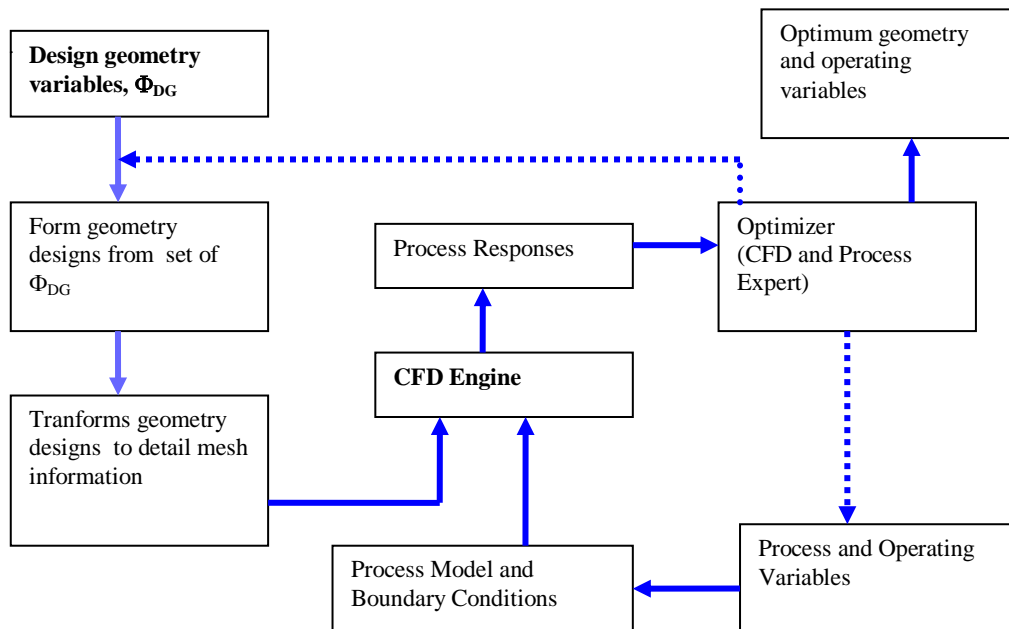 Design geometry
variables, Φ_DG
Optimum geometry
and operating
variables
Form geometry
designs from set of
Φ_DG
Process Responses
Optimizer
(CFD and Process
Expert)
CFD Engine
Tranforms geometry
designs to detail mesh
information
Process Model and
Boundary Conditions
Process and Operating
Variables